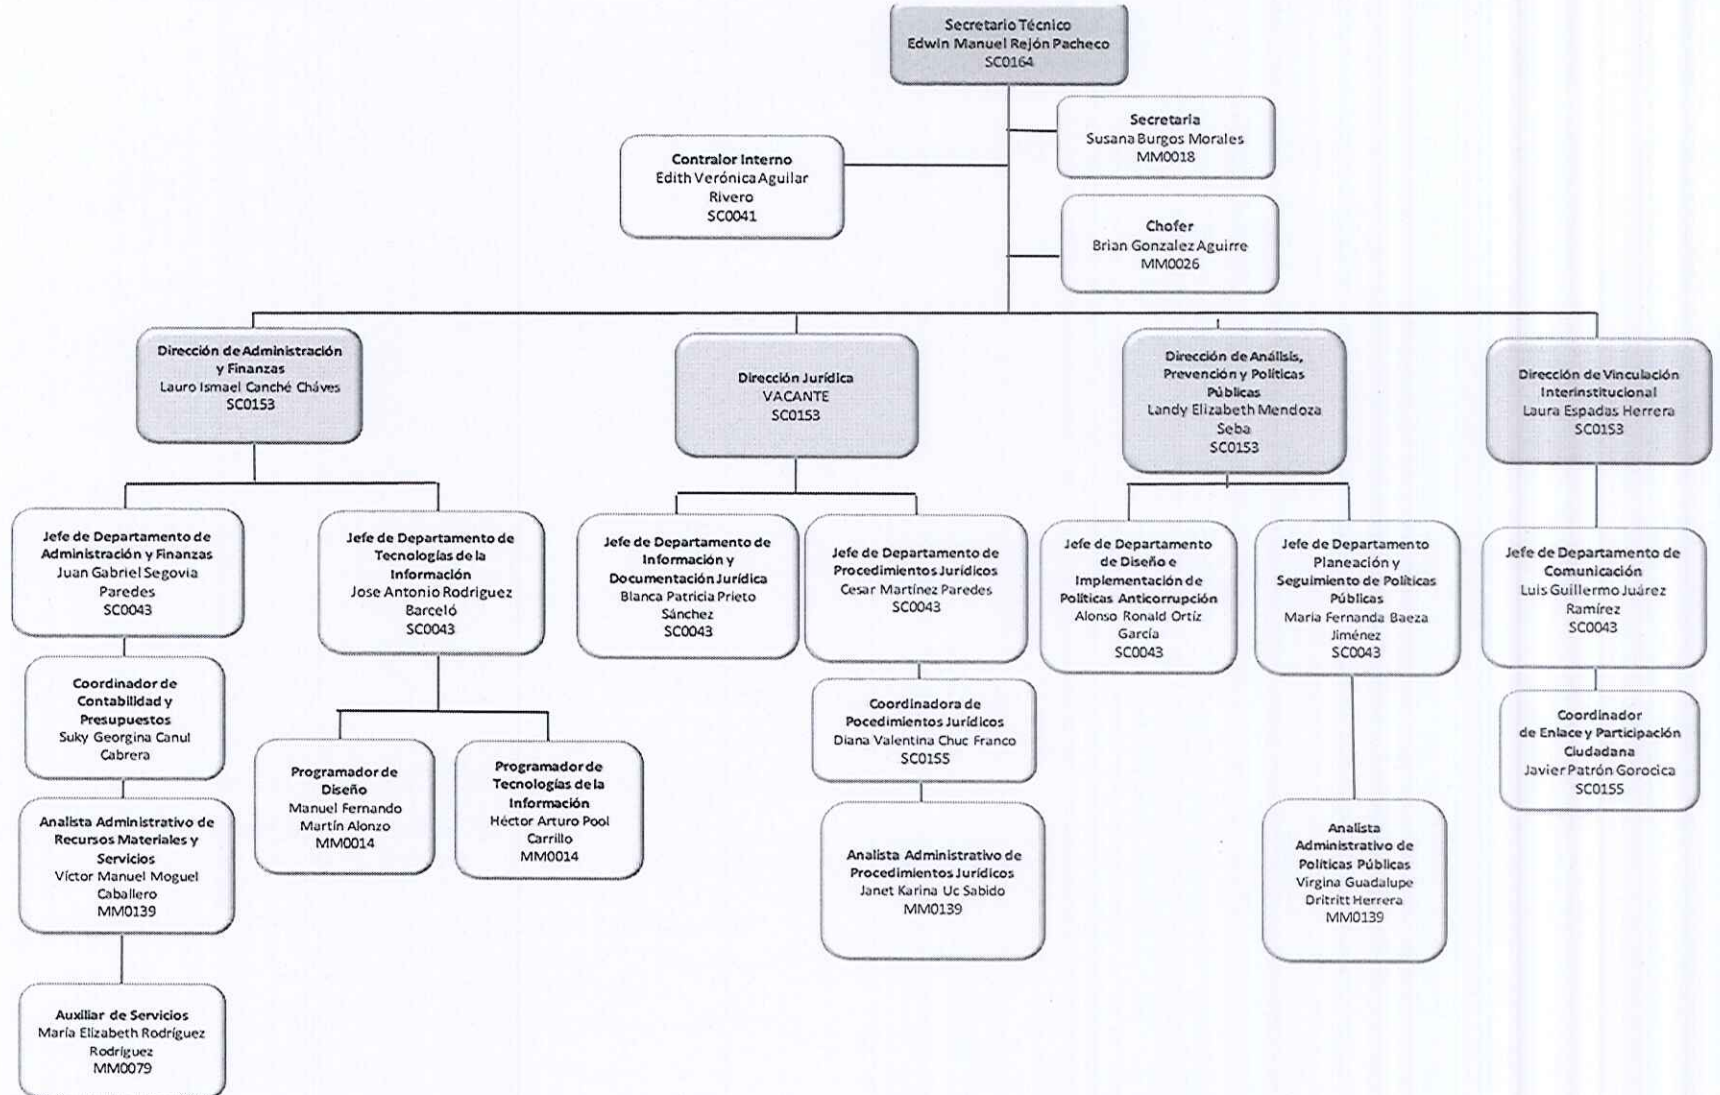 Secretario Técnico
Edwin Manuel Rejón Pacheco
SC0164
Secretaria
Susana Burgos Morales
MM0018
Contralor Interno
Edith Verónica Aguilar
Rivero
SC0041
Chofer
Brian Gonzalez Aguirre
MM0026
Dirección de Administración
y Finanzas
Lauro Ismael Canché Cháves
SC0153
Dirección Jurídica
VACANTE
SC0153
Dirección de Análisis,
Prevención y Políticas
Públicas
Landy Elizabeth Mendoza
Seba
SC0153
Dirección de Vinculación
Interinstitucional
Laura Espadas Herrera
SC0153
Jefe de Departamento de
Administración y Finanzas
Juan Gabriel Segovia
Paredes
SC0043
Jefe de Departamento de
Tecnologías de la
Información
Jose Antonio Rodriguez
Barceló
SC0043
Jefe de Departamento de
Información y
Documentación Jurídica
Blanca Patricia Prieto
Sánchez
SC0043
Jefe de Departamento de
Procedimientos Jurídicos
Cesar Martínez Paredes
SC0043
Jefe de Departamento
de Diseño e
Implementación de
Políticas Anticorrupción
Alonso Ronald Ortíz
García
SC0043
Jefe de Departamento
Planeación y
Seguimiento de Políticas
Públicas
María Fernanda Baeza
Jiménez
SC0043
Jefe de Departamento de
Comunicación
Luis Guillermo Juárez
Ramírez
SC0043
Coordinador de
Contabilidad y
Presupuestos
Suky Georgina Canul
Cabrera
Programador de
Diseño
Manuel Fernando
Martín Alonzo
MM0014
Programador de
Tecnologías de la
Información
Héctor Arturo Pool
Carrillo
MM0014
Coordinadora de
Pocedimientos Jurídicos
Diana Valentina Chuc Franco
SC0155
Coordinador
de Enlace y Participación
Ciudadana
Javier Patrón Gorocica
SC0155
Analista Administrativo de
Recursos Materiales y
Servicios
Víctor Manuel Moguel
Caballero
MM0139
Analista Administrativo de
Procedimientos Jurídicos
Janet Karina Uc Sabido
MM0139
Analista
Administrativo de
Políticas Públicas
Virgina Guadalupe
Dritritt Herrera
MM0139
Auxiliar de Servicios
María Elizabeth Rodríguez
Rodríguez
MM0079